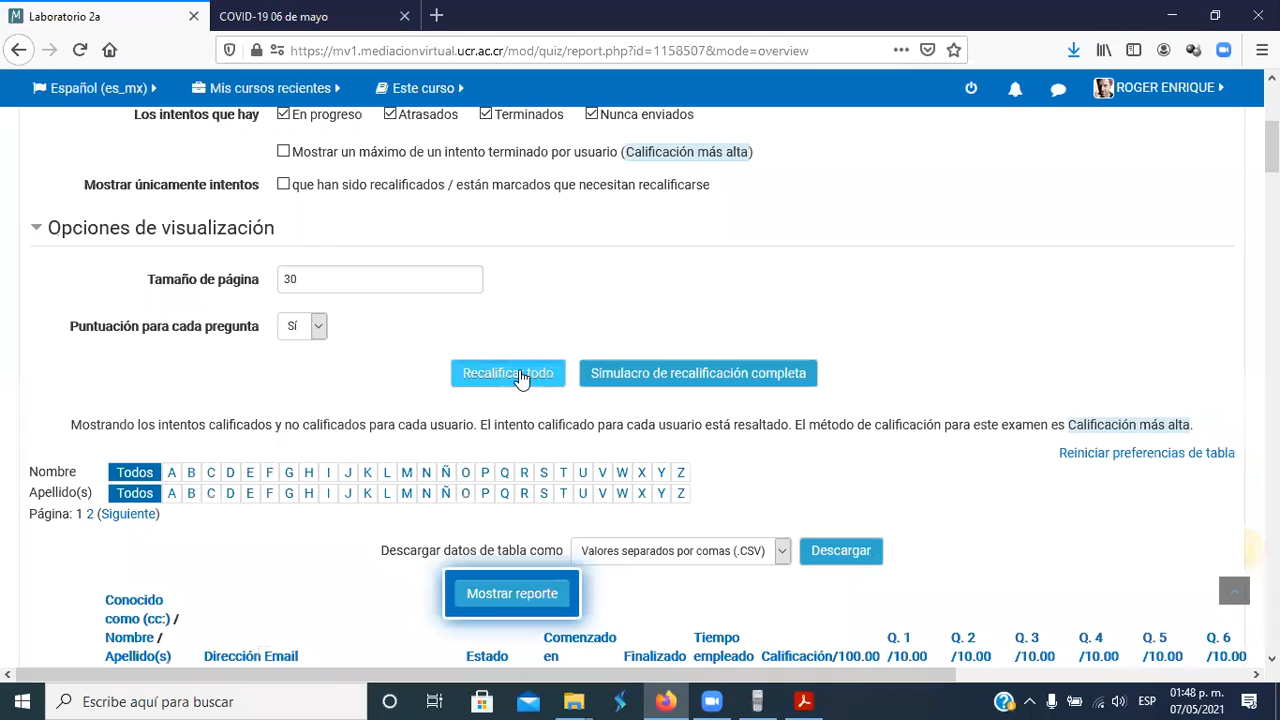 Laboratorio 2a
COVID-19 06 de mayo
https://mv1.mediacionvirtual.ucr.ac.cr/mod/quiz/report.php?id=1158507&mode=overview
Español (es_mx)
Mis cursos recientes
Este curso
ROGER ENRIQUE
Los intentos que hay
En progreso
Atrasados
Terminados
Nunca enviados
Mostrar un máximo de un intento terminado por usuario (Calificación más alta)
Mostrar únicamente intentos
que han sido recalificados / están marcados que necesitan recalificarse
Opciones de visualización
Tamaño de página
30
Puntuación para cada pregunta
Sí
Recalificar todo
Simulacro de recalificación completa
Mostrando los intentos calificados y no calificados para cada usuario. El intento calificado para cada usuario está resaltado. El método de calificación para este examen es Calificación más alta.
Reiniciar preferencias de tabla
Nombre Todos A B C D E F G H I J K L M N Ñ O P Q R S T U V W X Y Z
Apellido(s) Todos A B C D E F G H I J K L M N Ñ O P Q R S T U V W X Y Z
Página: 1 2 (Siguiente)
Descargar datos de tabla como
Valores separados por comas (.CSV)
Descargar
Mostrar reporte
Conocido
como (cc:) /
Nombre /
Apellido(s)
Dirección Email
Estado
Comenzado
en
Finalizado
Tiempo
empleado
Calificación/100.00
Q. 1
/10.00
Q. 2
/10.00
Q. 3
/10.00
Q. 4
/10.00
Q. 5
/10.00
Q. 6
/10.00
Escribe aquí para buscar
ESP
01:48 p. m.
07/05/2021